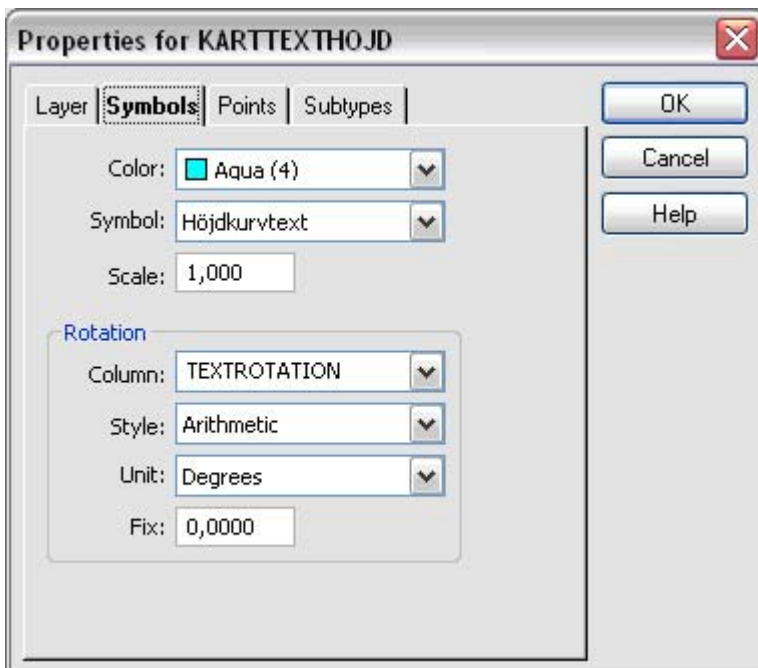 Properties for KARTTEXTHOJD
Layer Symbols Points Subtypes
OK
Cancel
Help
Color: Aqua (4)
Symbol: Höjdkurvtext
Scale: 1,000
Rotation
Column: TEXTROTATION
Style: Arithmetic
Unit: Degrees
Fix: 0,0000